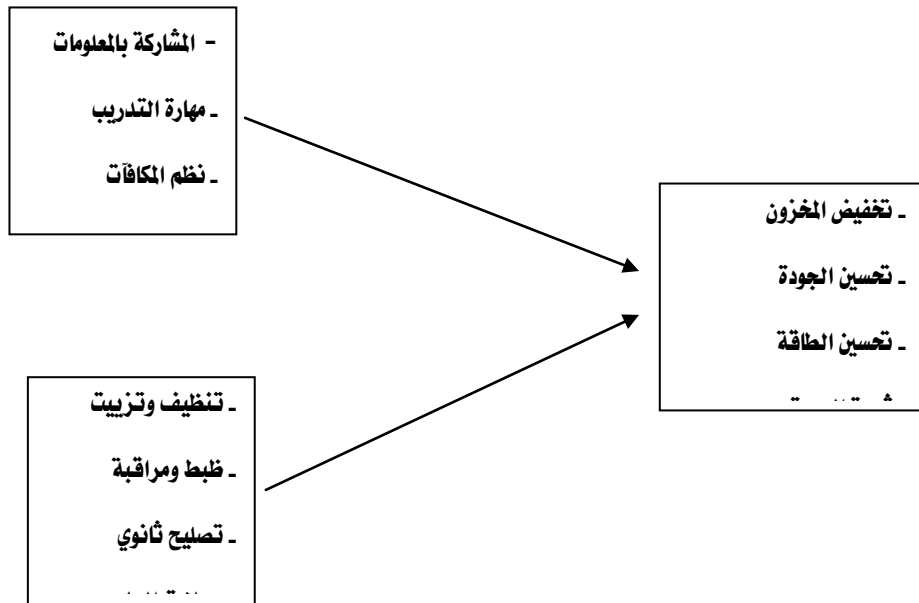 - المشاركة بالمعلومات
ـ مهارة التدريب
ـ نظم المكافآت
ـ تخفيض المخزون
ـ تحسين الجودة
ـ تحسين الطاقة
ـ تنظيف وتزييت
ـ ظبط ومراقبة
ـ تصليح ثانوي